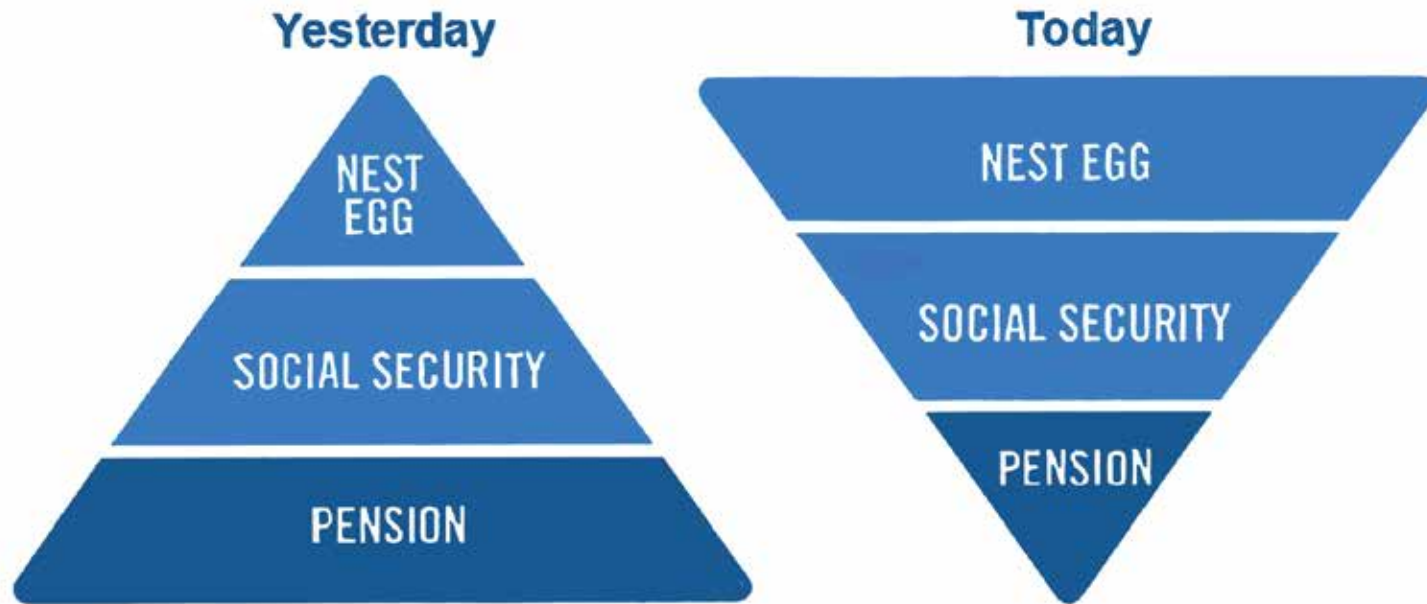 Yesterday
NEST
EGG
SOCIAL SECURITY
PENSION
Today
NEST EGG
SOCIAL SECURITY
PENSION